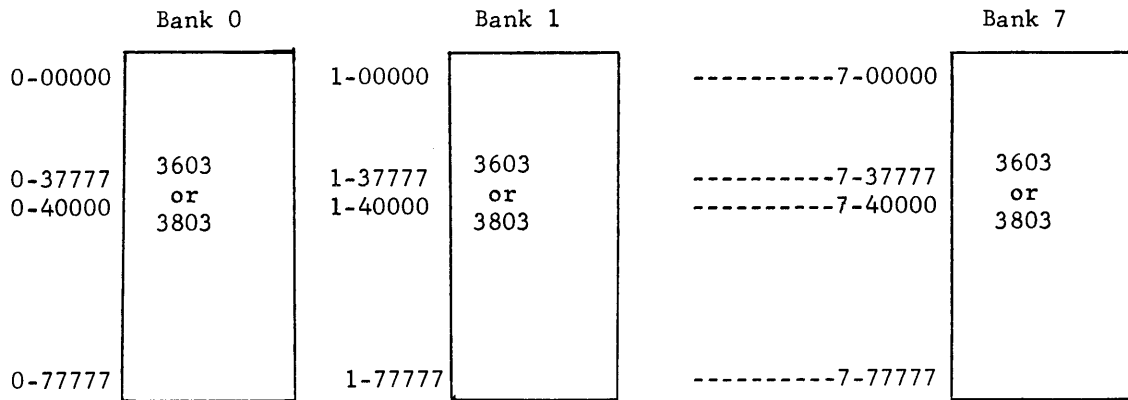 Bank 0 Bank 1 Bank 7
0-00000 1-00000 ----------7-00000
3603 3603 3603
0-37777 1-37777 ----------7-37777
or or or
0-40000 1-40000 ----------7-40000
3803 3803 3803
0-77777 1-77777 ----------7-77777